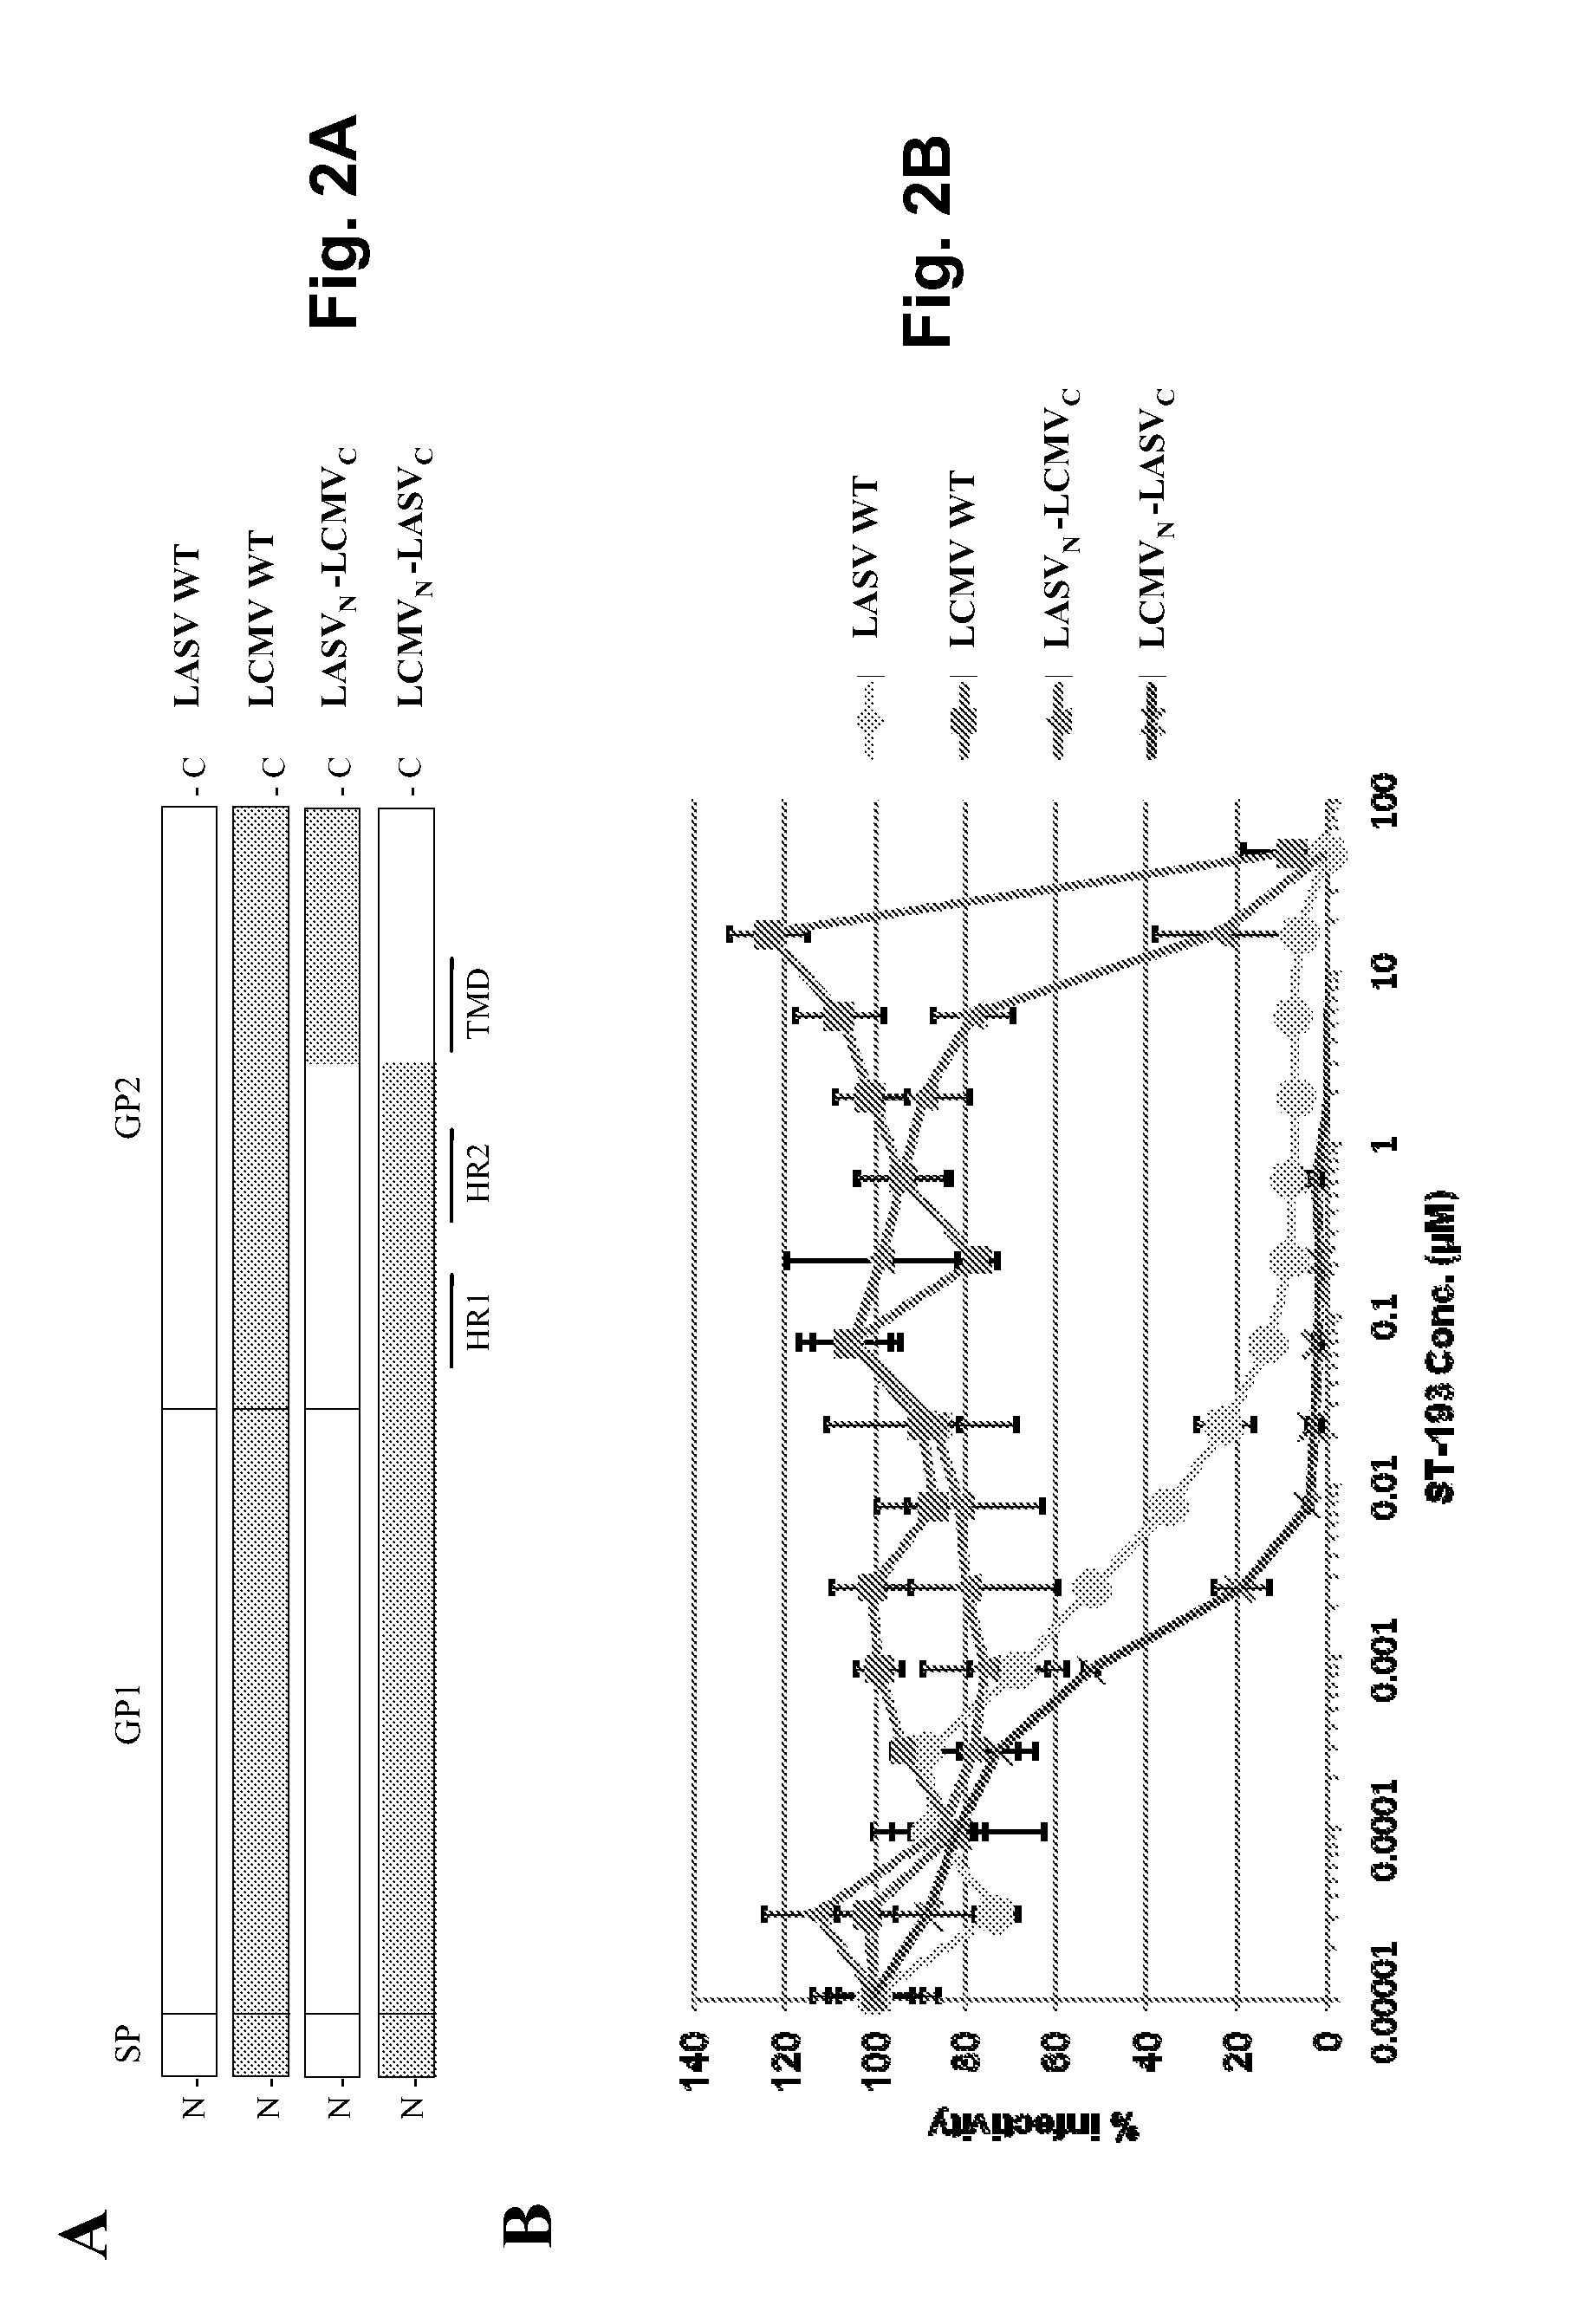 A
SP GP1 GP2
N - - C LASV WT
N - - C LCMV WT
N - - C LASVN-LCMVC
N - - C LCMVN-LASVC
HR1 HR2 TMD
Fig. 2A
B
% infectivity
140
120
100
80
60
40
20
0
0.00001 0.0001 0.001 0.01 0.1 1 10 100
ST-193 Conc. (µM)
LASV WT
LCMV WT
LASVN-LCMVC
LCMVN-LASVC
Fig. 2B